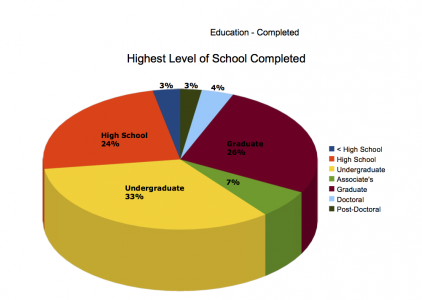 Education - Completed
Highest Level of School Completed
3%
3%
4%
High School
24%
Graduate
26%
7%
Undergraduate
33%
< High School
High School
Undergraduate
Associate's
Graduate
Doctoral
Post-Doctoral